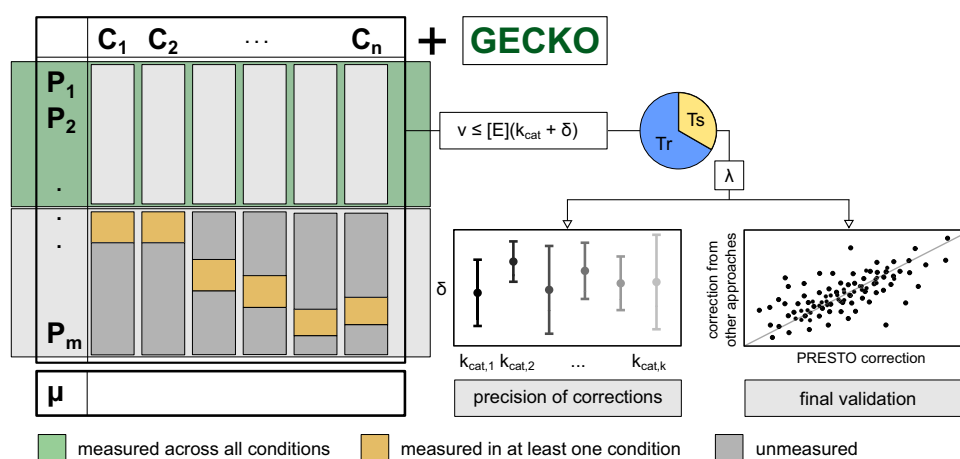 C1 C2 ... Cn
+ GECKO
P1
P2
.
.
.
Pm
μ
v ≤ [E](kcat + δ)
Ts
Tr
λ
δ
kcat,1 kcat,2 ... kcat,k
precision of corrections
correction from
other approaches
PRESTO correction
final validation
measured across all conditions
measured in at least one condition
unmeasured